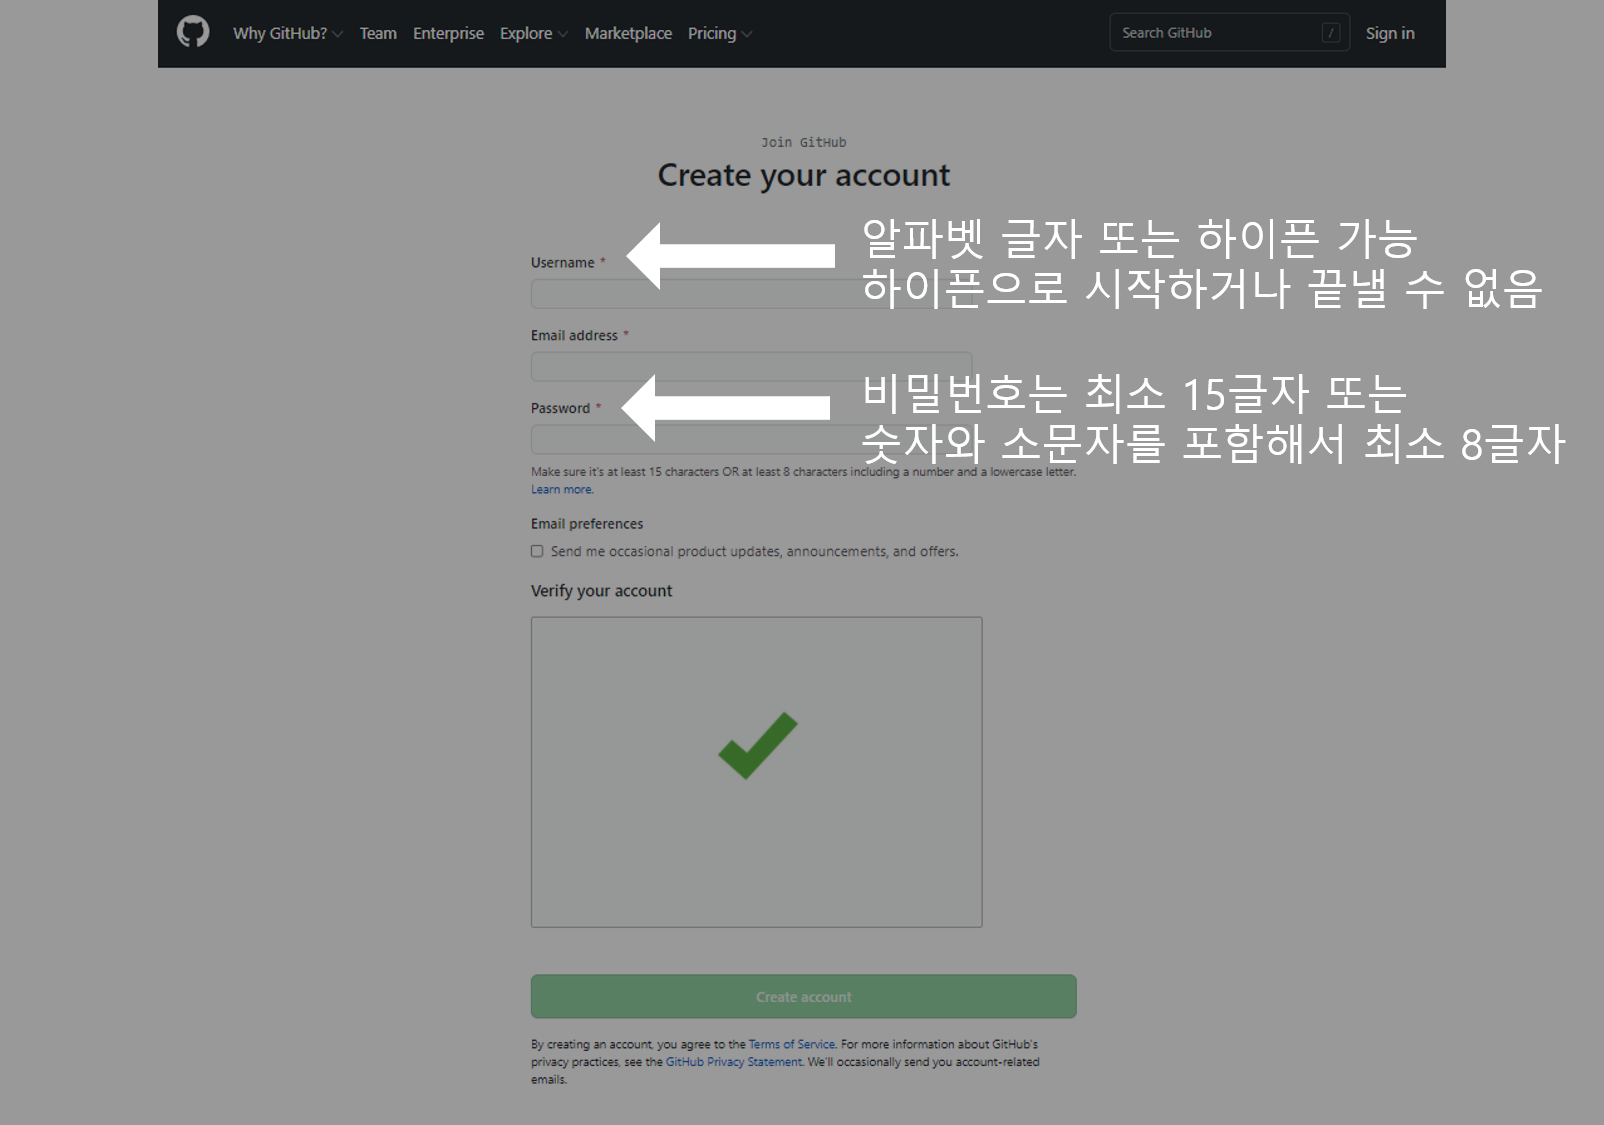 Why GitHub? Team Enterprise Explore Marketplace Pricing Search GitHub / Sign in
Join GitHub
Create your account
알파벳 글자 또는 하이픈 가능
하이픈으로 시작하거나 끝낼 수 없음
Username *
Email address *
비밀번호는 최소 15글자 또는
숫자와 소문자를 포함해서 최소 8글자
Password *
Make sure it's at least 15 characters OR at least 8 characters including a number and a lowercase letter.
Learn more.
Email preferences
Send me occasional product updates, announcements, and offers.
Verify your account
Create account
By creating an account, you agree to the Terms of Service. For more information about GitHub's
privacy practices, see the GitHub Privacy Statement. We'll occasionally send you account-related
emails.